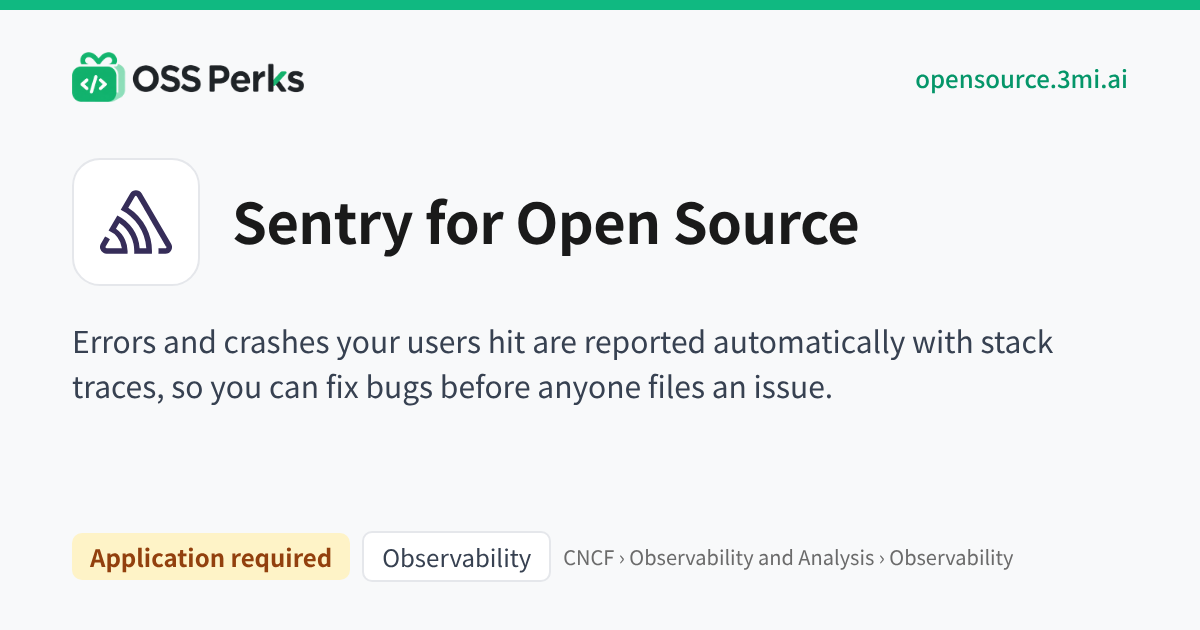 </> OSS Perks
opensource.3mi.ai
Sentry for Open Source
Errors and crashes your users hit are reported automatically with stack
traces, so you can fix bugs before anyone files an issue.
Application required
Observability
CNCF › Observability and Analysis › Observability